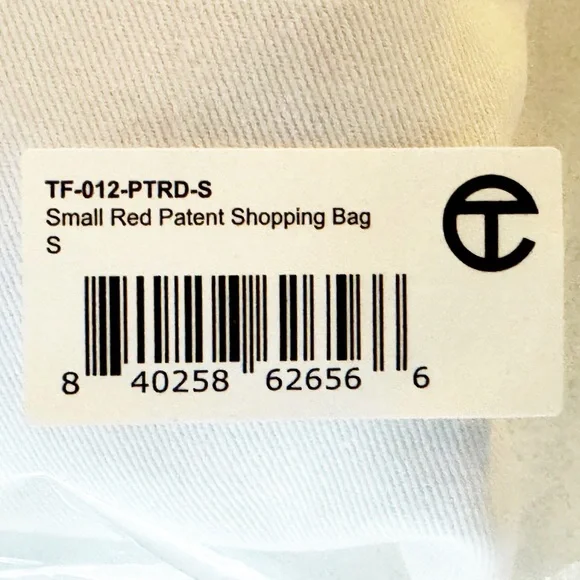 TF-012-PTRD-S
Small Red Patent Shopping Bag
S
8 40258 62656 6